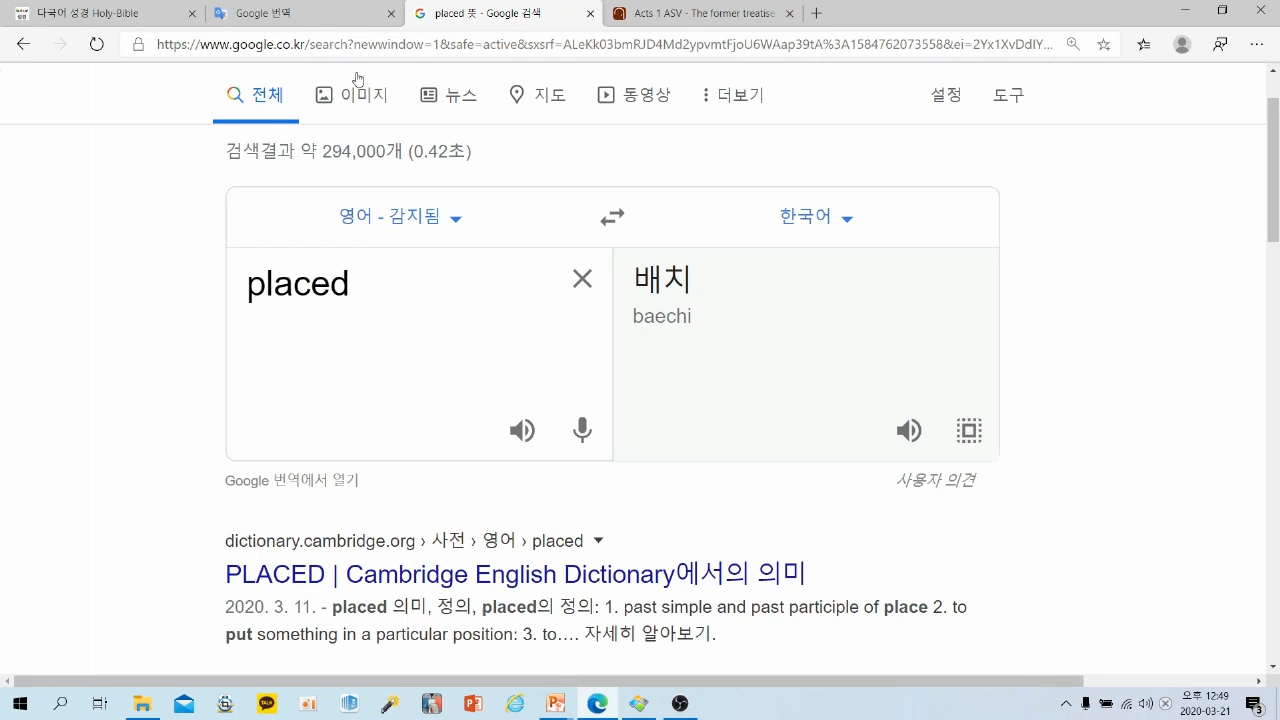 다국어 성경 Holy-Bible
Google 번역
placed 뜻 - Google 검색
Acts 1 ASV - The former treatise
https://www.google.co.kr/search?newwindow=1&safe=active&sxsrf=ALeKk03bmRJD4Md2ypvmtFjoU6WAap39tA%3A1584762073558&ei=2Yx1XvDdIY...
전체
이미지
뉴스
지도
동영상
더보기
설정
도구
검색결과 약 294,000개 (0.42초)
영어 - 감지됨
한국어
placed
배치
baechi
Google 번역에서 열기
사용자 의견
dictionary.cambridge.org › 사전 › 영어 › placed
PLACED | Cambridge English Dictionary에서의 의미
2020. 3. 11. - placed 의미, 정의, placed의 정의: 1. past simple and past participle of place 2. to
put something in a particular position: 3. to…. 자세히 알아보기.
TALK
오후 12:49
2020-03-21
3